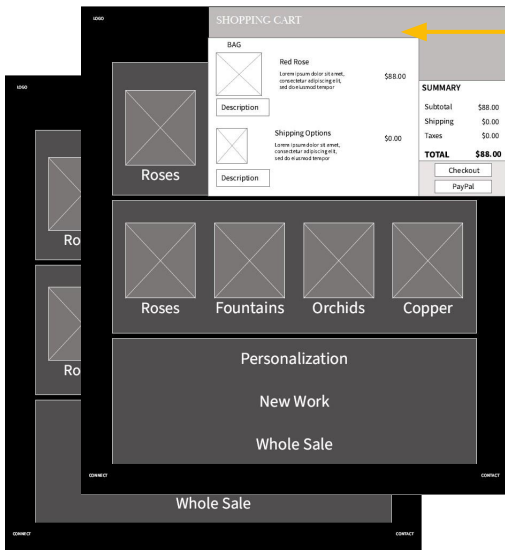 LOGO
SHOPPING CART
BAG
Red Rose
Lorem ipsum dolor sit amet,
consectetur adipiscing elit,
sed do eiusmod tempor
$88.00
Description
Shipping Options
Lorem ipsum dolor sit amet,
consectetur adipiscing elit,
sed do eiusmod tempor
$0.00
Description
SUMMARY
Subtotal $88.00
Shipping $0.00
Taxes $0.00
TOTAL $88.00
Checkout
PayPal
Roses
Roses Fountains Orchids Copper
Personalization
New Work
Whole Sale
CONNECT CONTACT
LOGO
Ro
Ro
Whole Sale
CONNECT CONTACT